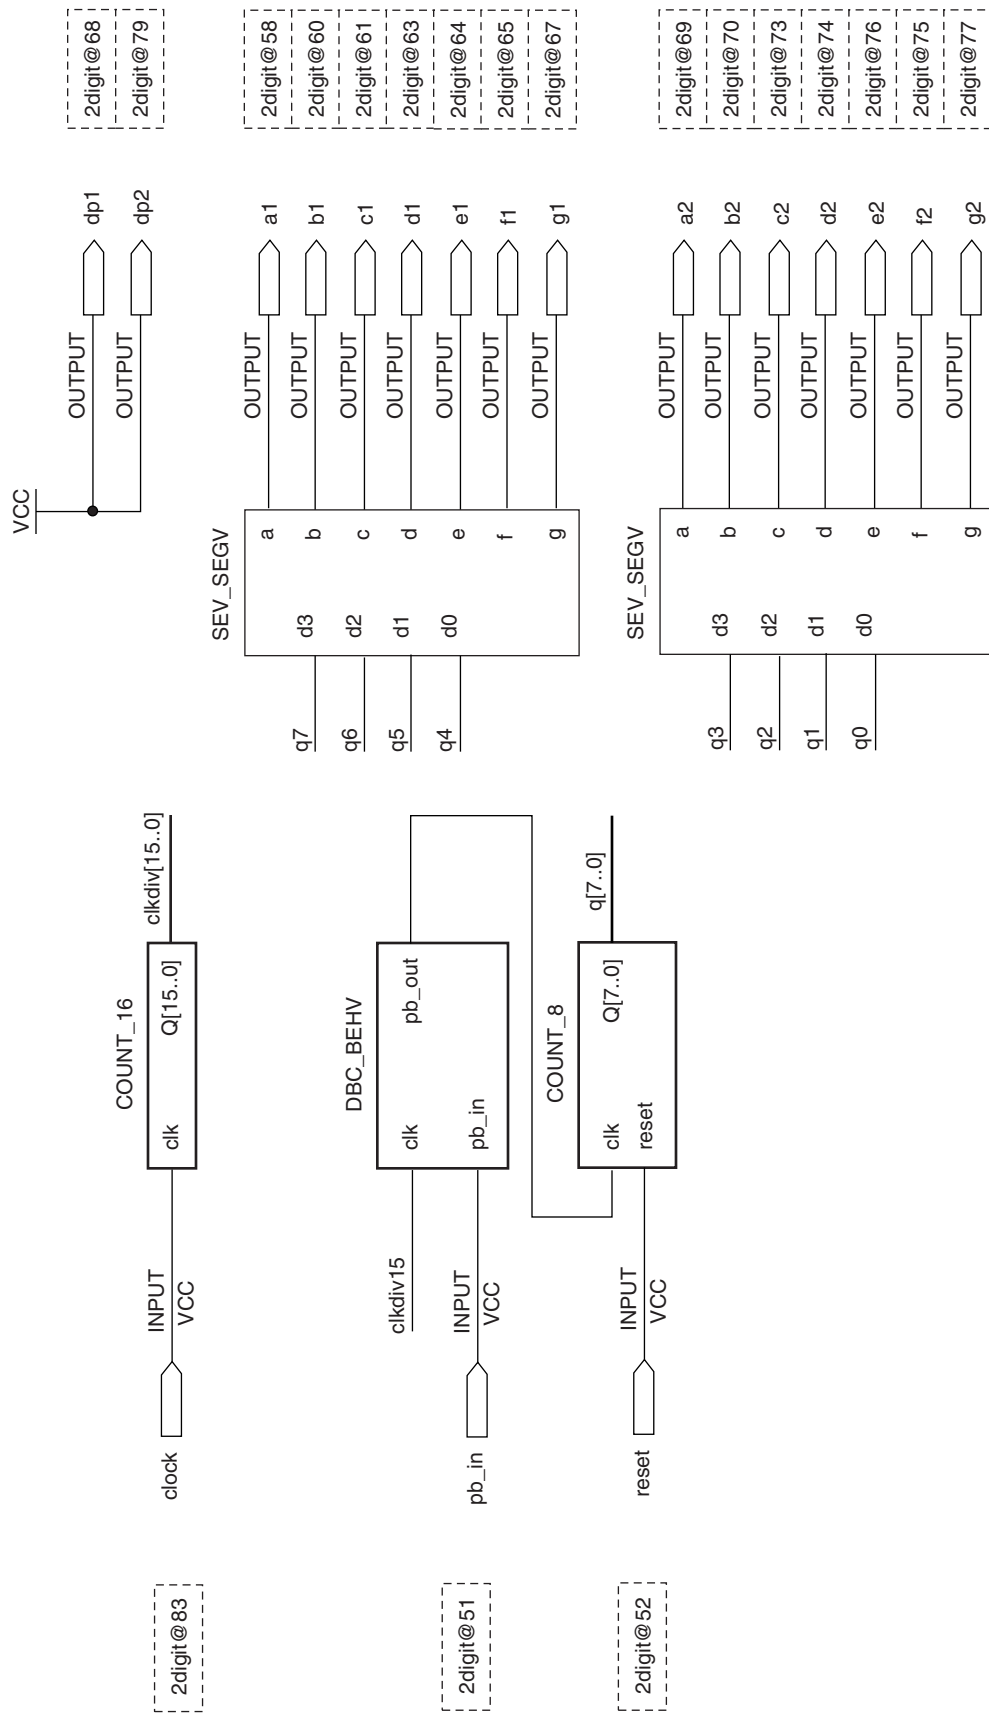 VCC
OUTPUT dp1 2digit@68
OUTPUT dp2 2digit@79
2digit@83 clock INPUT VCC
COUNT_16
clk Q[15..0]
clkdiv[15..0]
SEV_SEGV
a OUTPUT a1 2digit@58
q7 d3 b OUTPUT b1 2digit@60
q6 d2 c OUTPUT c1 2digit@61
q5 d1 d OUTPUT d1 2digit@63
q4 d0 e OUTPUT e1 2digit@64
f OUTPUT f1 2digit@65
g OUTPUT g1 2digit@67
DBC_BEHV
clkdiv15 clk pb_out
2digit@51 pb_in INPUT VCC pb_in
COUNT_8
clk Q[7..0] q[7..0]
2digit@52 reset INPUT VCC reset
SEV_SEGV
a OUTPUT a2 2digit@69
q3 d3 b OUTPUT b2 2digit@70
q2 d2 c OUTPUT c2 2digit@73
q1 d1 d OUTPUT d2 2digit@74
q0 d0 e OUTPUT e2 2digit@76
f OUTPUT f2 2digit@75
g OUTPUT g2 2digit@77